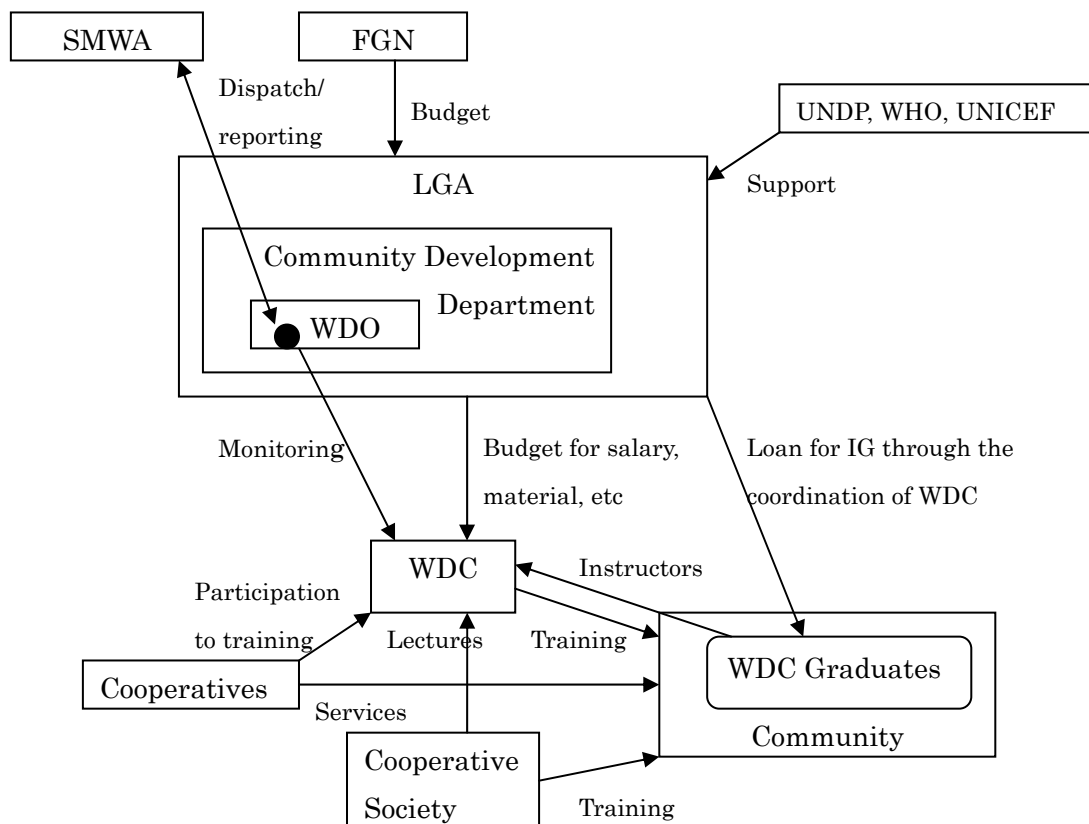 SMWA
FGN
Dispatch/
reporting
Budget
UNDP, WHO, UNICEF
Support
LGA
Community Development
Department
WDO
Monitoring
Budget for salary,
material, etc
Loan for IG through the
coordination of WDC
WDC
Instructors
Participation
to training
Lectures
Training
WDC Graduates
Cooperatives
Services
Community
Cooperative
Society
Training